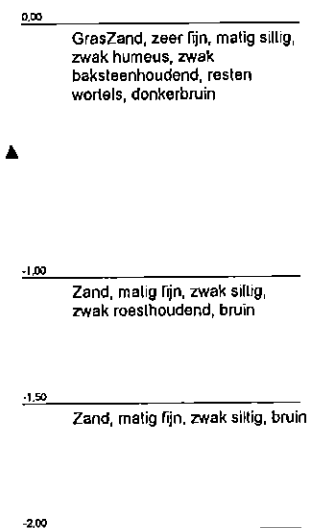 0,00
GrasZand, zeer fijn, matig siltig,
zwak humeus, zwak
baksteenhoudend, resten
wortels, donkerbruin
-1,00
Zand, matig fijn, zwak siltig,
zwak roesthoudend, bruin
-1,50
Zand, matig fijn, zwak siltig, bruin
-2,00